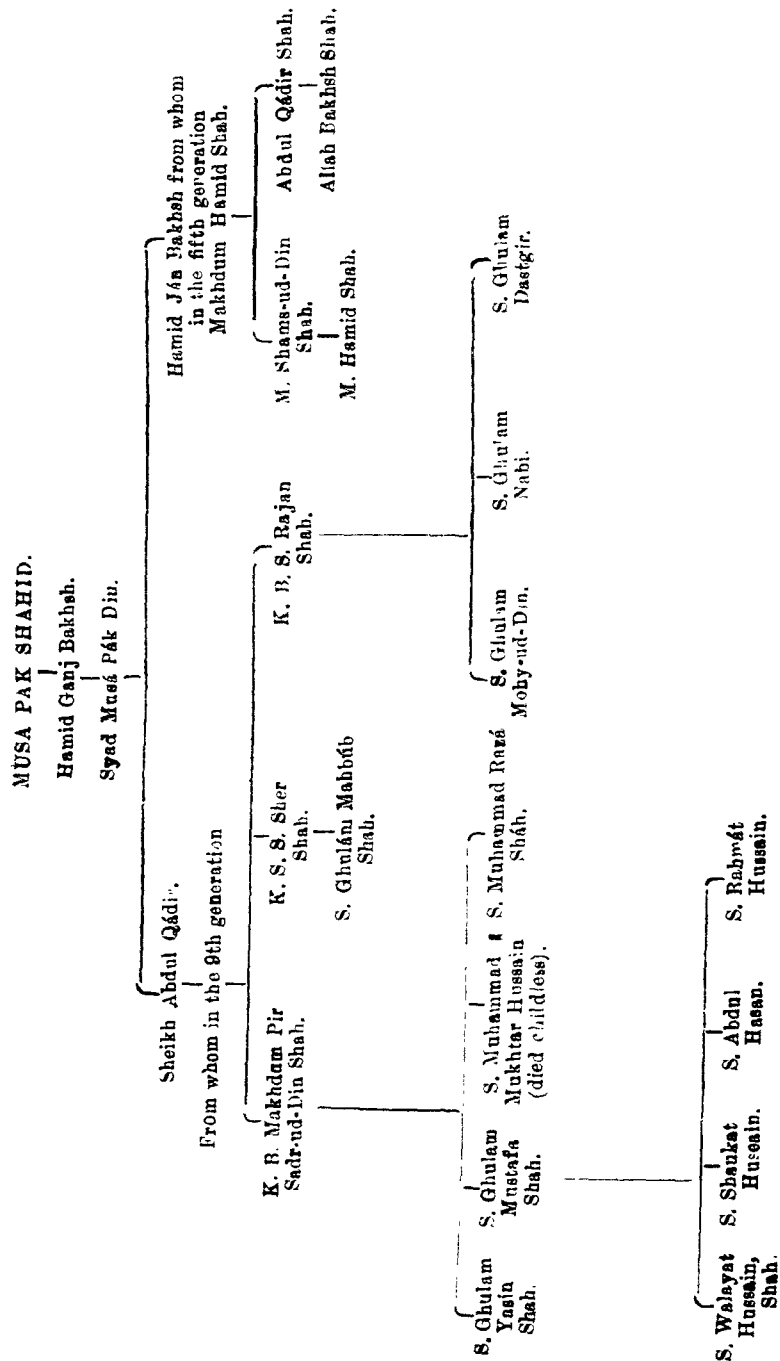 MUSA PAK SHAHID.
Hamid Ganj Bakhsh.
Syad Musá Pák Din.
Sheikh Abdul Qádir.
Hamid Ján Bakhsh from whom
in the fifth generation
Makhdum Hamid Shah.
From whom in the 9th generation
M. Shams-ud-Din
Shah.
Abdul Qádir Shah.
M. Hamid Shah.
Allah Bakhsh Shah.
K. B. Makhdam Pir
Sadr-ud-Din Shah.
K. S. S. Sher
Shah.
K. B. S. Rajan
Shah.
S. Ghulám Mahbúb
Shah.
S. Ghulam
Yasin
Shah.
S. Ghulam
Mustafa
Shah.
S. Muhammad
Mukhtar Hussain
(died childless).
S. Muhammad Razá
Sháh.
S. Ghulam
Mohy-ud-Din.
S. Ghulam
Nabi.
S. Ghulam
Dastgir.
S. Walayat
Hussain,
Shah.
S. Shaukat
Hussain.
S. Abdul
Hasan.
S. Rahmát
Hussain.